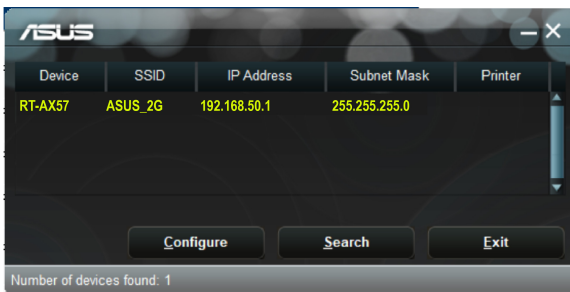 ASUS
Device SSID IP Address Subnet Mask Printer
RT-AX57 ASUS_2G 192.168.50.1 255.255.255.0
Configure Search Exit
Number of devices found: 1